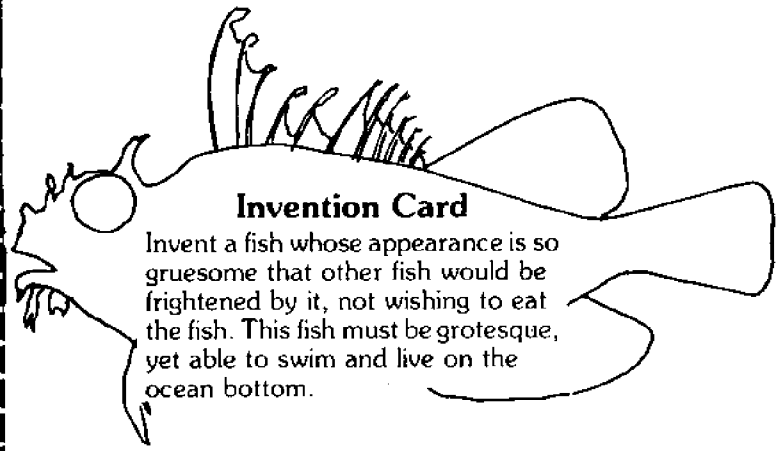 Invention Card
Invent a fish whose appearance is so
gruesome that other fish would be
frightened by it, not wishing to eat
the fish. This fish must be grotesque,
yet able to swim and live on the
ocean bottom.